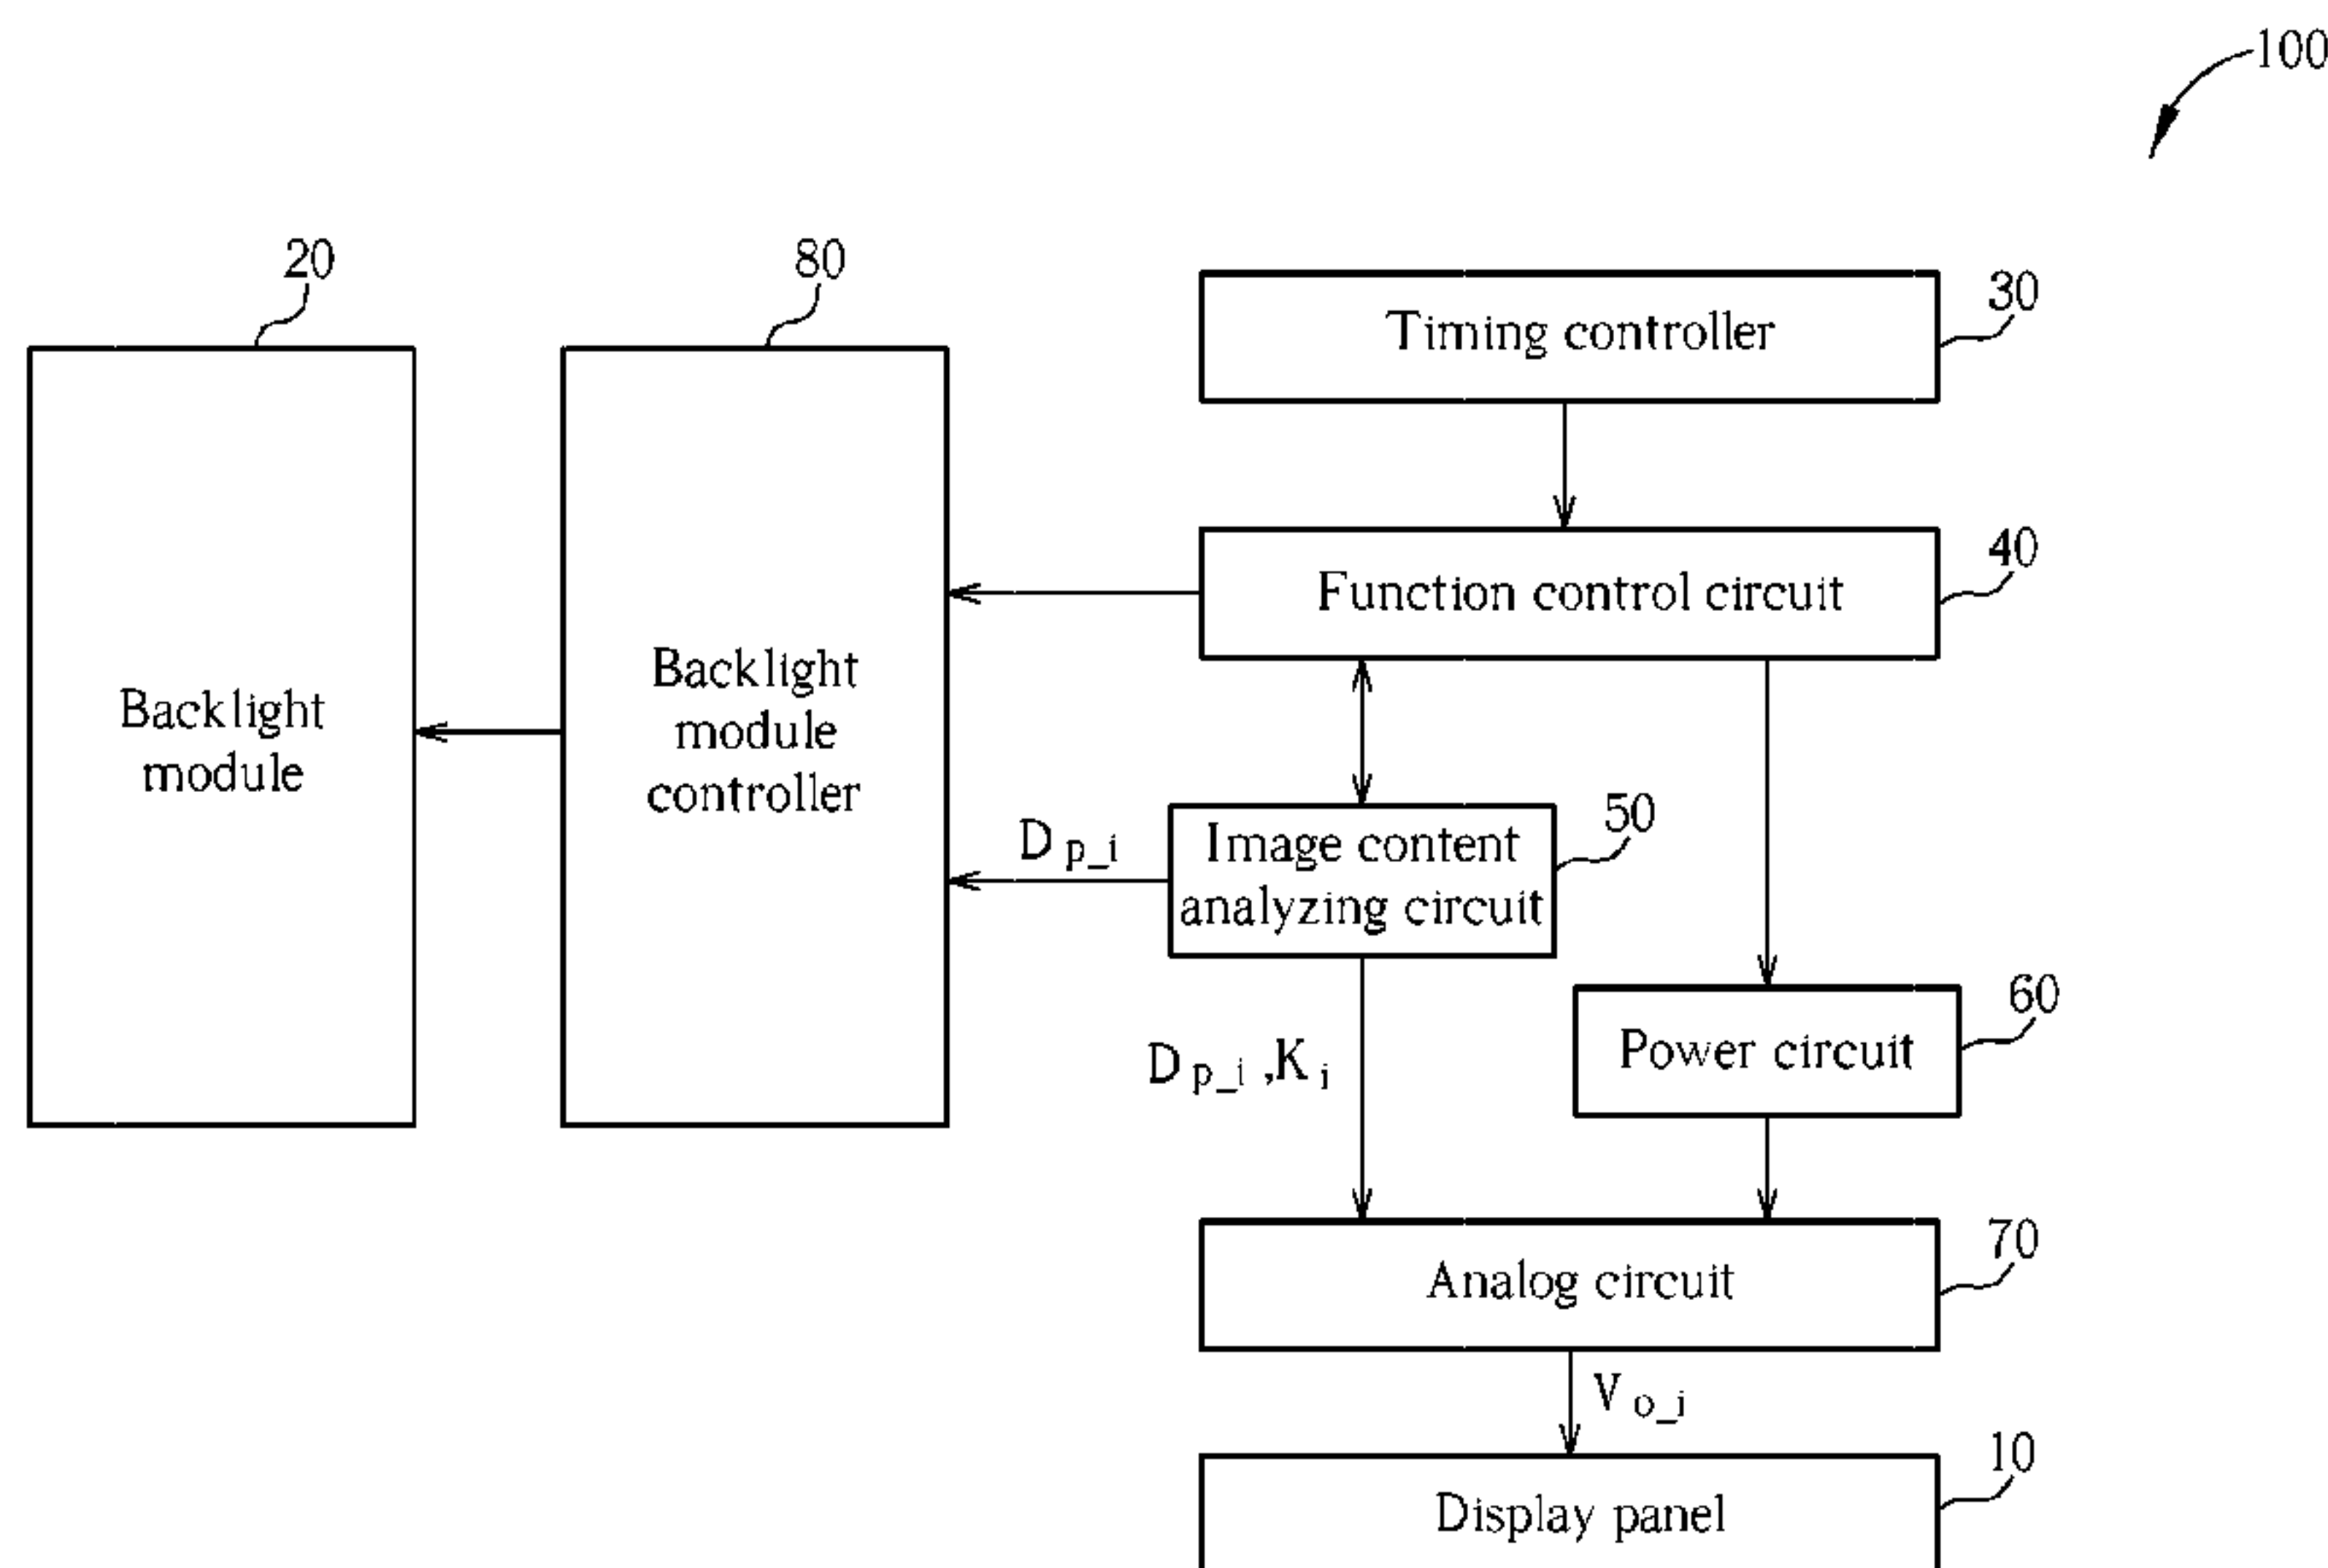 100
20
80
30
Timing controller
40
Function control circuit
Backlight
module
Backlight
module
controller
D p_i
50
Image content
analyzing circuit
60
D p_i ,K i
Power circuit
70
Analog circuit
V o_i
10
Display panel